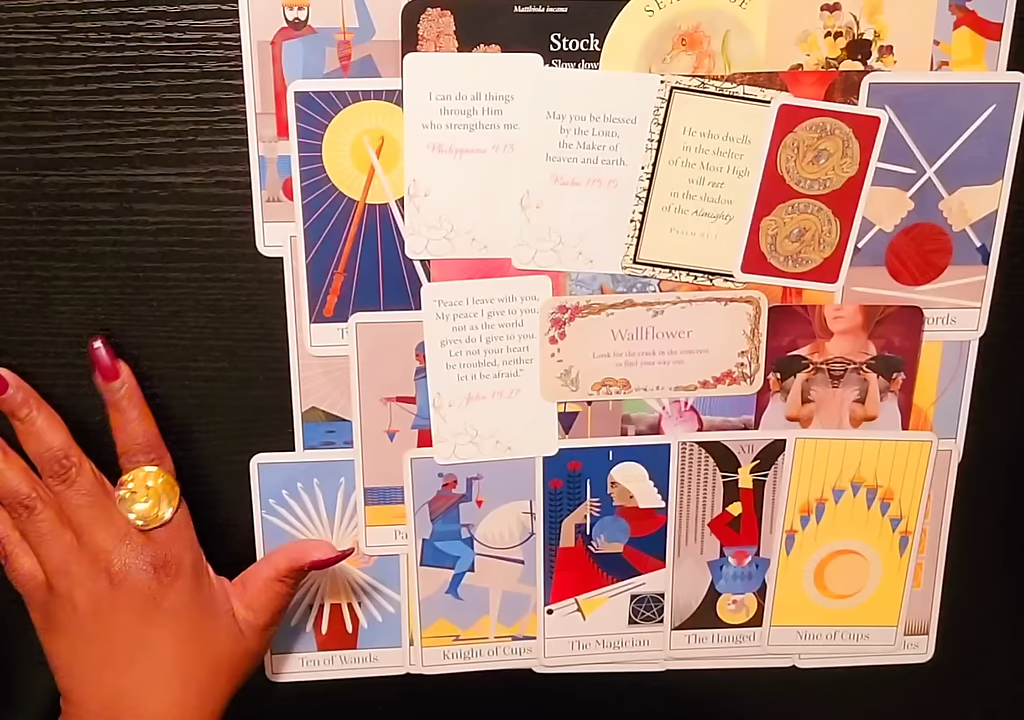 Matthiola incana
Stock
Slow down
I can do all things
through Him
who strengthens me.
Philippians 4:13
May you be blessed
by the LORD,
the Maker of
heaven and earth.
Psalm 115:15
He who dwells
in the shelter
of the Most High
will rest
in the shadow
of the Almighty
PSALM 91:1
"Peace I leave with you,
My peace I give to you;
not as the world
gives do I give to you.
Let not your heart
be troubled, neither
let it be afraid."
John 14:27
Wallflower
Look for the crack in the concrete
to find your way out.
ords
Pa
I
XII
Ten of Wands
Knight of Cups
The Magician
The Hanged
Nine of Cups
les